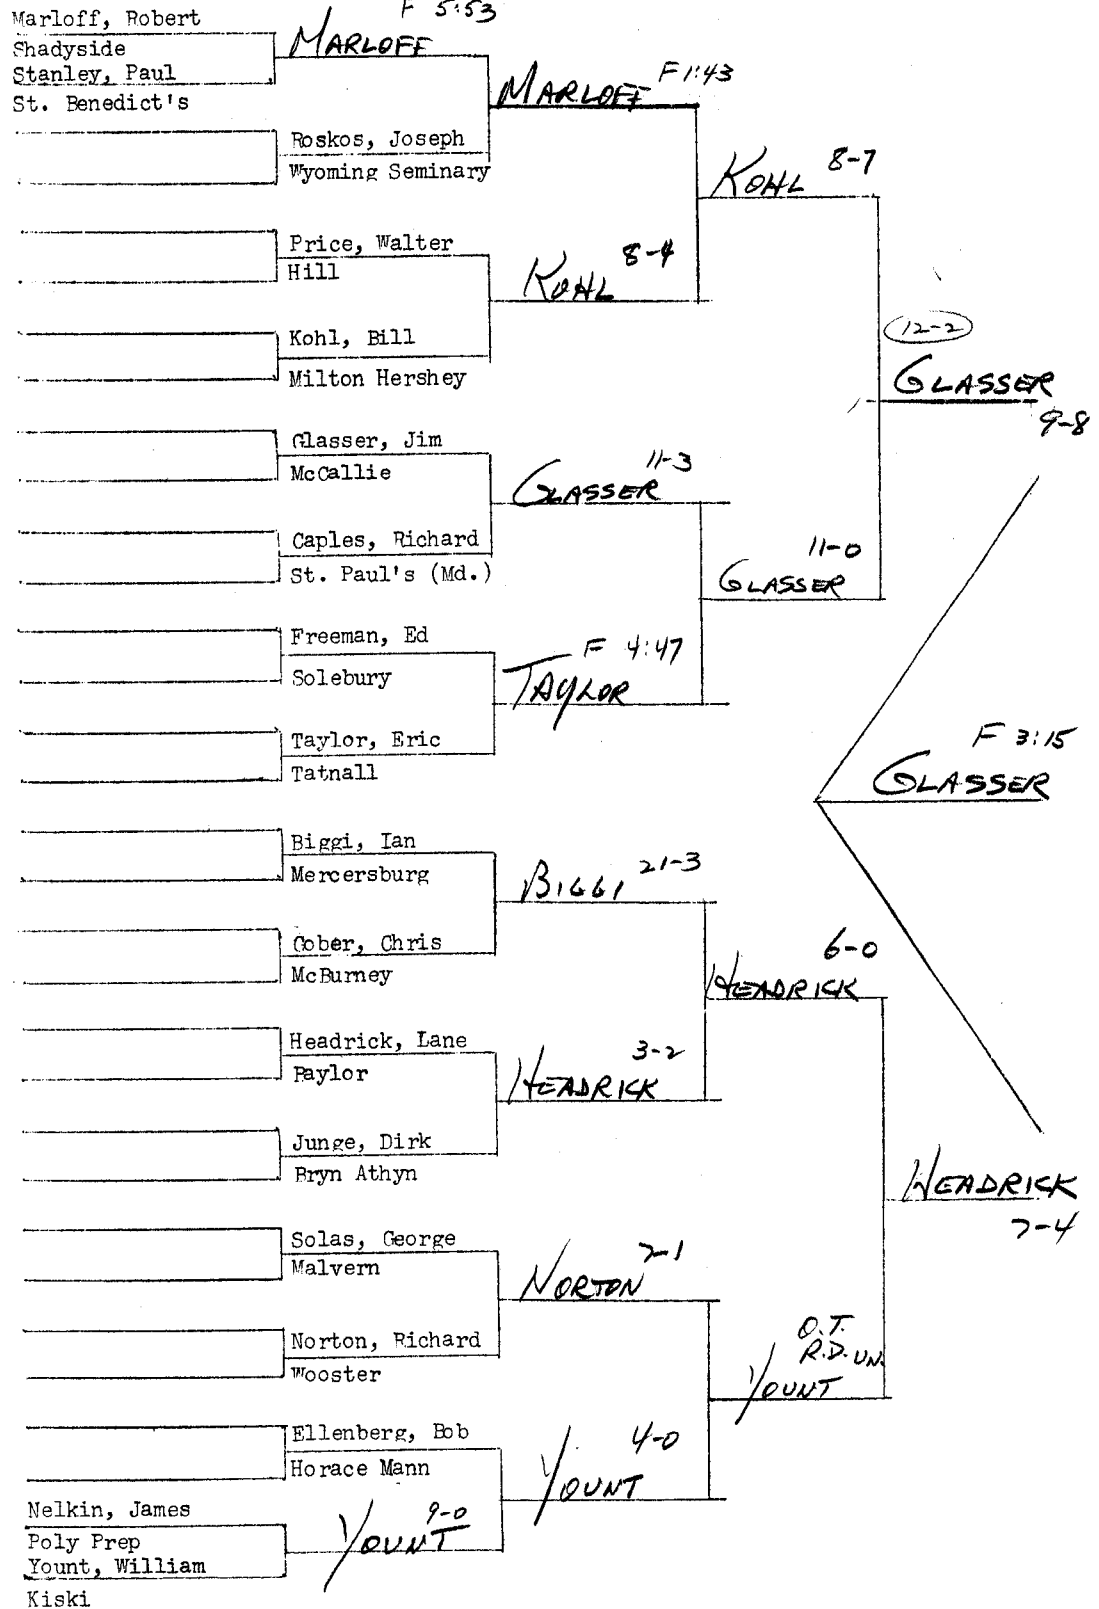 F 5:53
Marloff, Robert
MARLOFF
Shadyside
Stanley, Paul
St. Benedict's
MARLOFF F 1:43
Roskos, Joseph
Wyoming Seminary
KOHL 8-7
Price, Walter
Hill
KOHL 8-4
Kohl, Bill
Milton Hershey
12-2
GLASSER
9-8
Glasser, Jim
McCallie
GLASSER 11-3
Caples, Richard
St. Paul's (Md.)
11-0
GLASSER
Freeman, Ed
Solebury
F 4:47
TAYLOR
Taylor, Eric
Tatnall
F 3:15
GLASSER
Biggi, Ian
Mercersburg
BIGGI 21-3
Cober, Chris
McBurney
6-0
HEADRICK
Headrick, Lane
Baylor
3-2
HEADRICK
Junge, Dirk
Bryn Athyn
HEADRICK
7-4
Solas, George
Malvern
NORTON 7-1
Norton, Richard
Wooster
O.T.
R.D. UN.
YOUNT
Ellenberg, Bob
Horace Mann
4-0
YOUNT
Nelkin, James
Poly Prep
Yount, William
Kiski
9-0
YOUNT